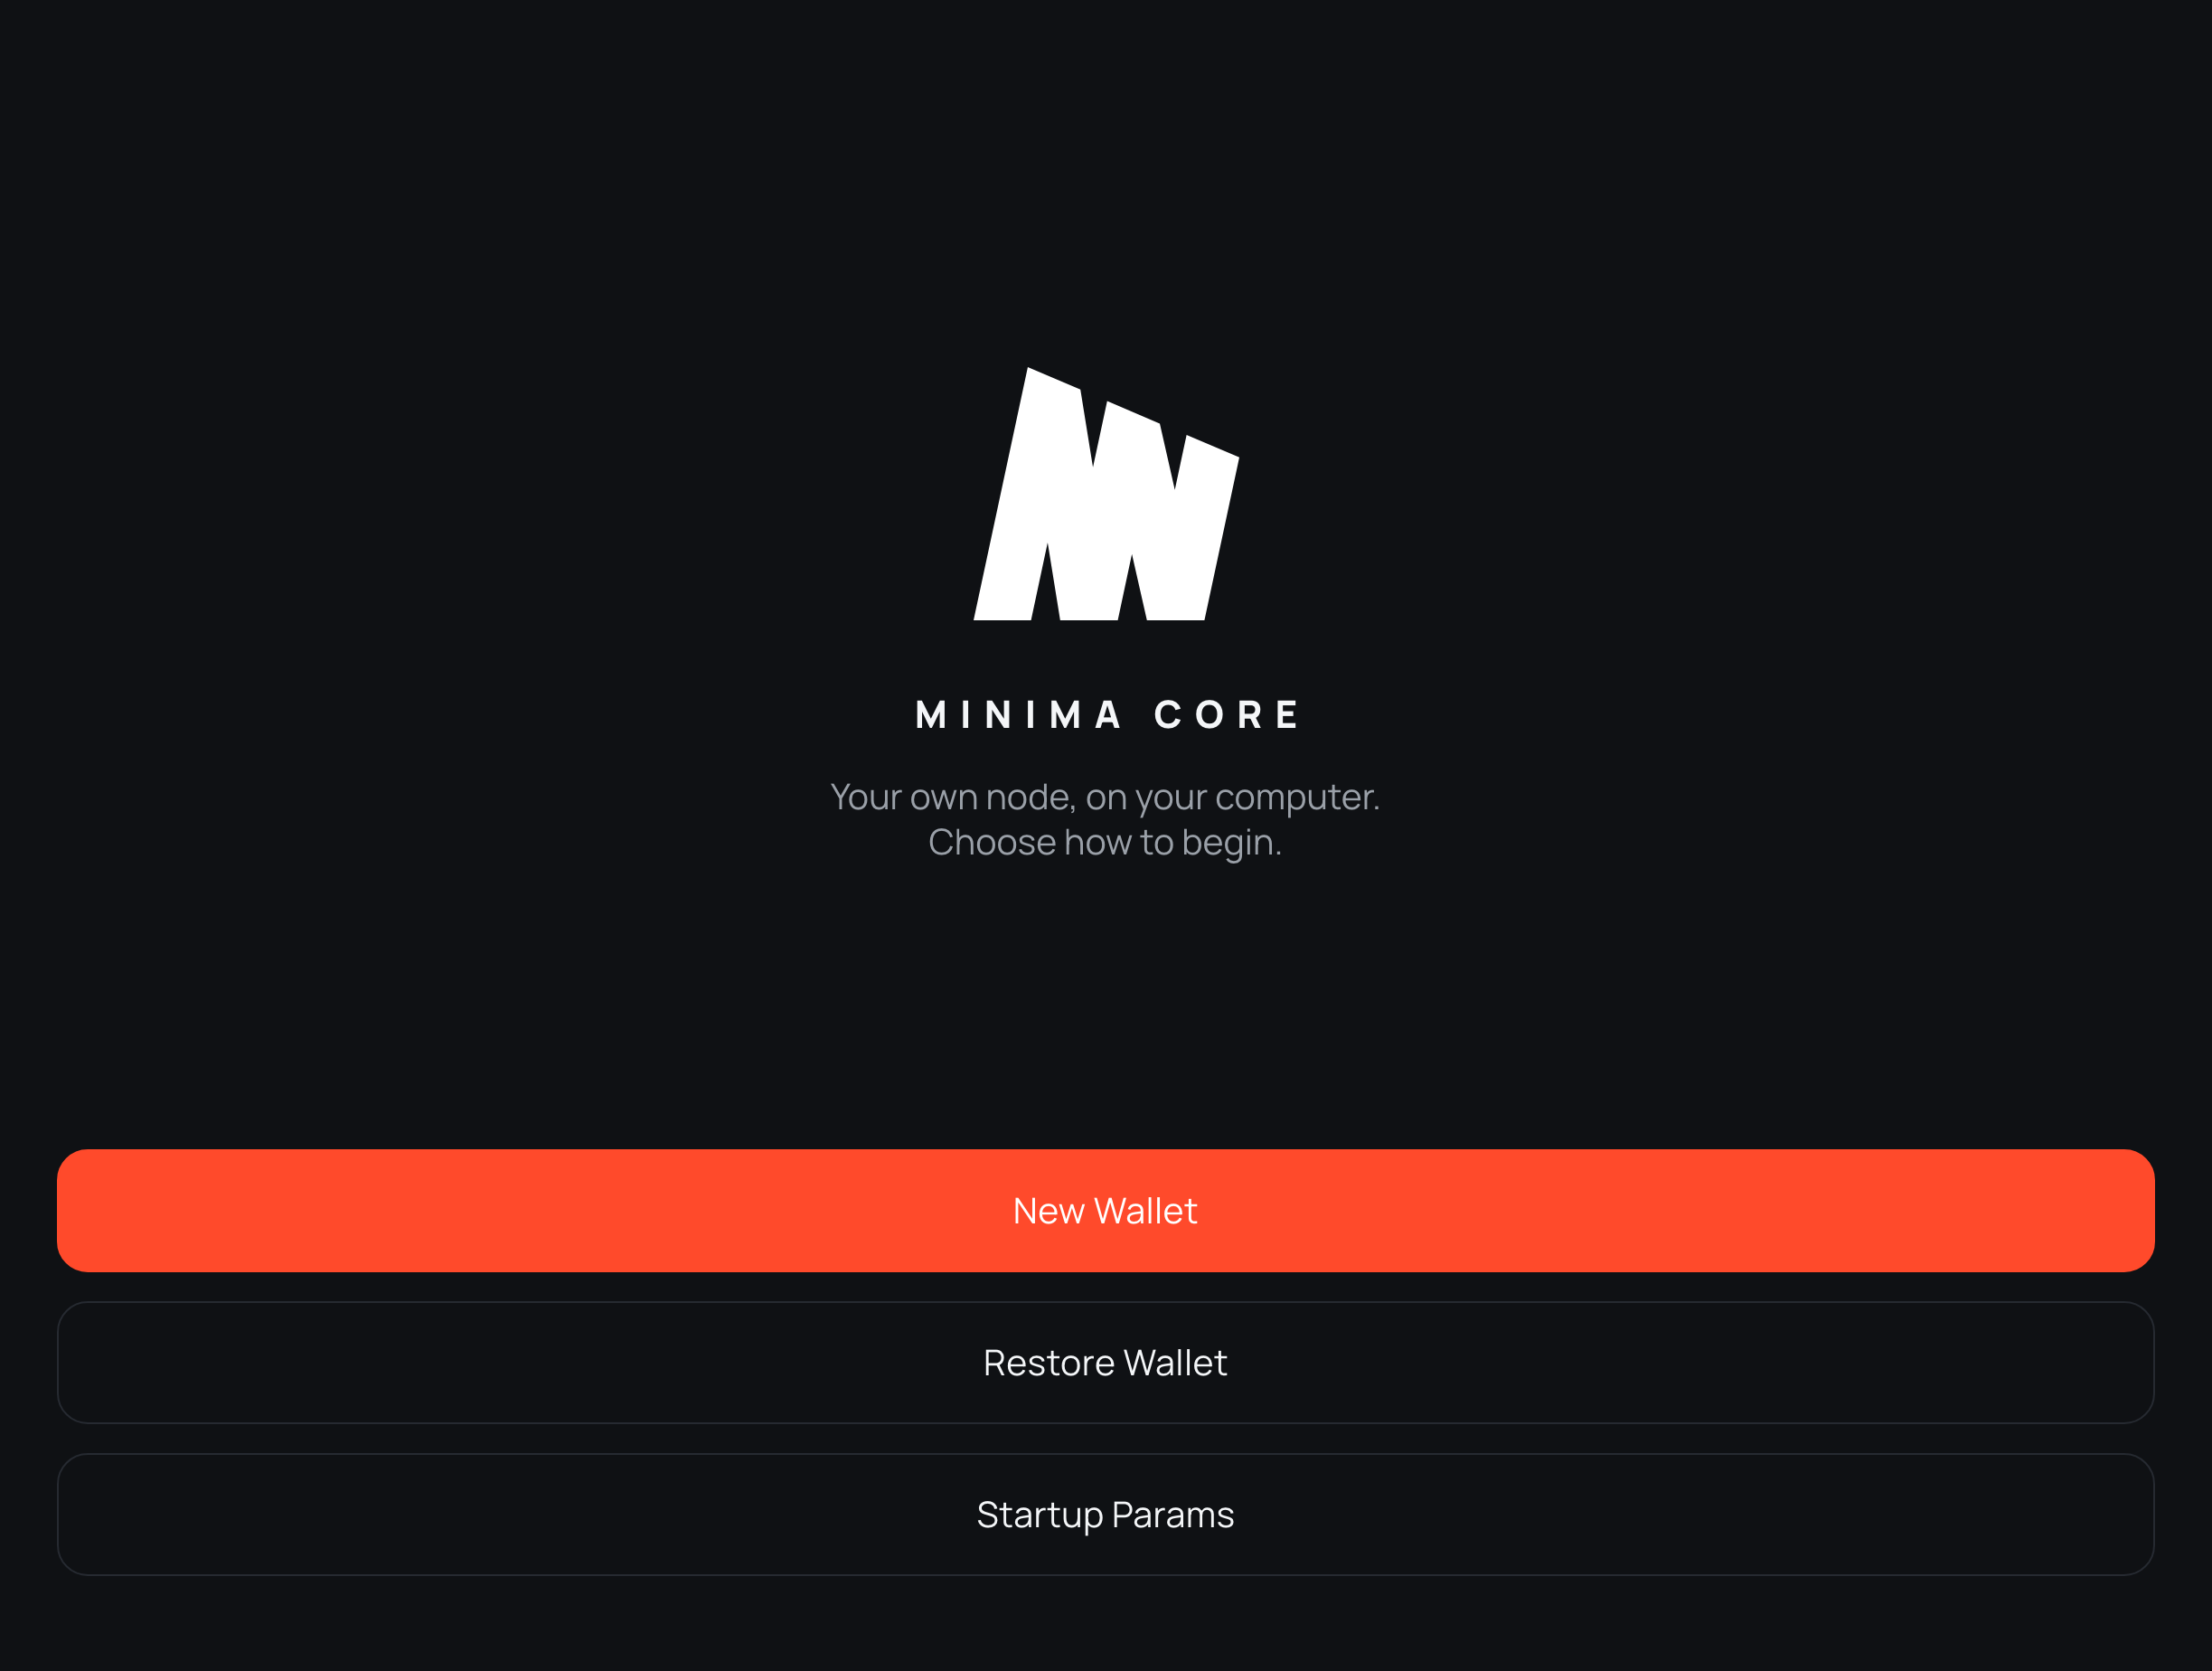 MINIMA CORE
Your own node, on your computer.
Choose how to begin.
New Wallet
Restore Wallet
Startup Params